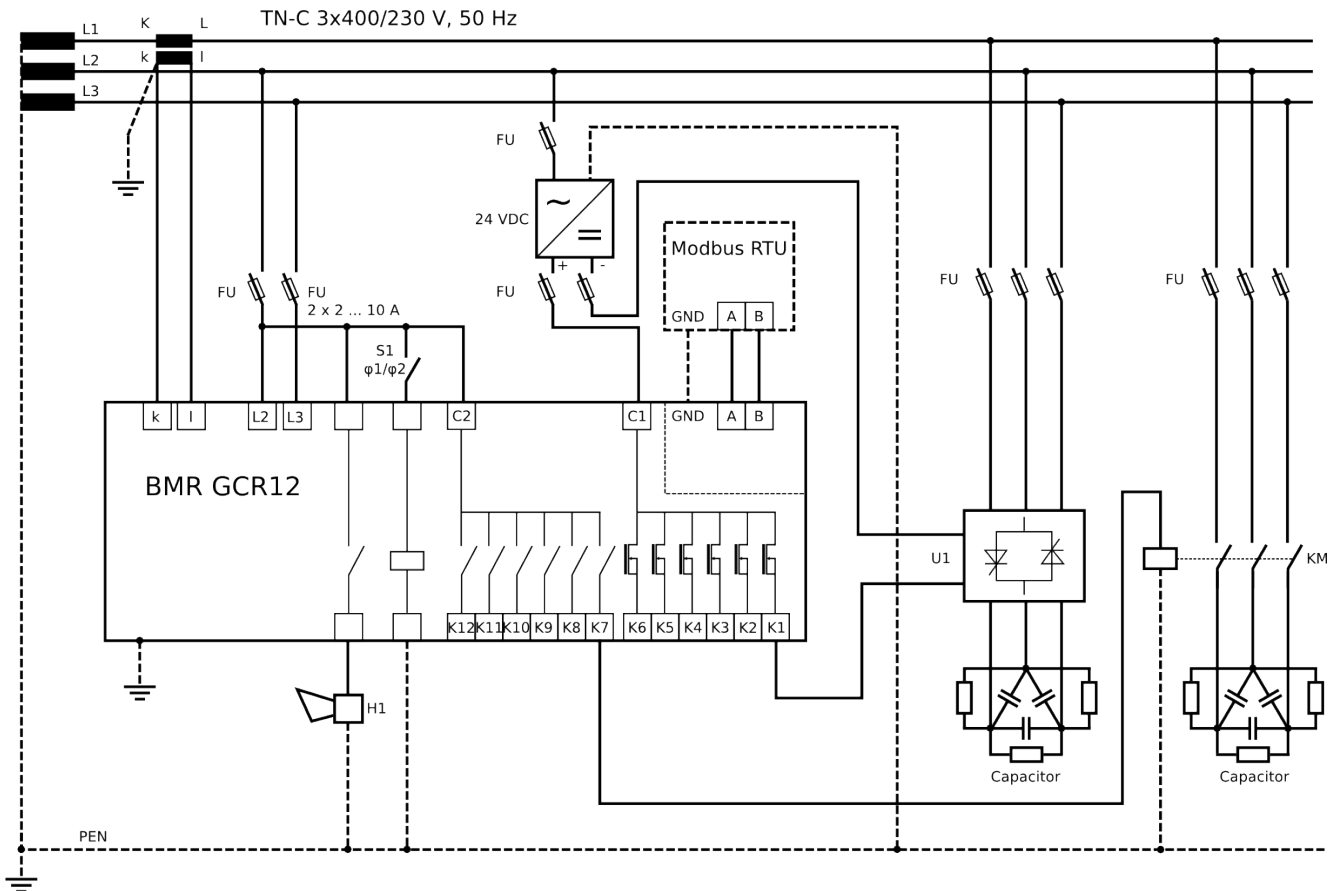 TN-C 3x400/230 V, 50 Hz
L1
K
L
L2
k
l
L3
FU
24 VDC
~
=
+
-
Modbus RTU
GND
A
B
FU
FU
FU
FU
FU
2 x 2 ... 10 A
S1
φ1/φ2
k
l
L2
L3
C2
C1
GND
A
B
BMR GCR12
U1
KM
K12
K11
K10
K9
K8
K7
K6
K5
K4
K3
K2
K1
H1
Capacitor
Capacitor
PEN